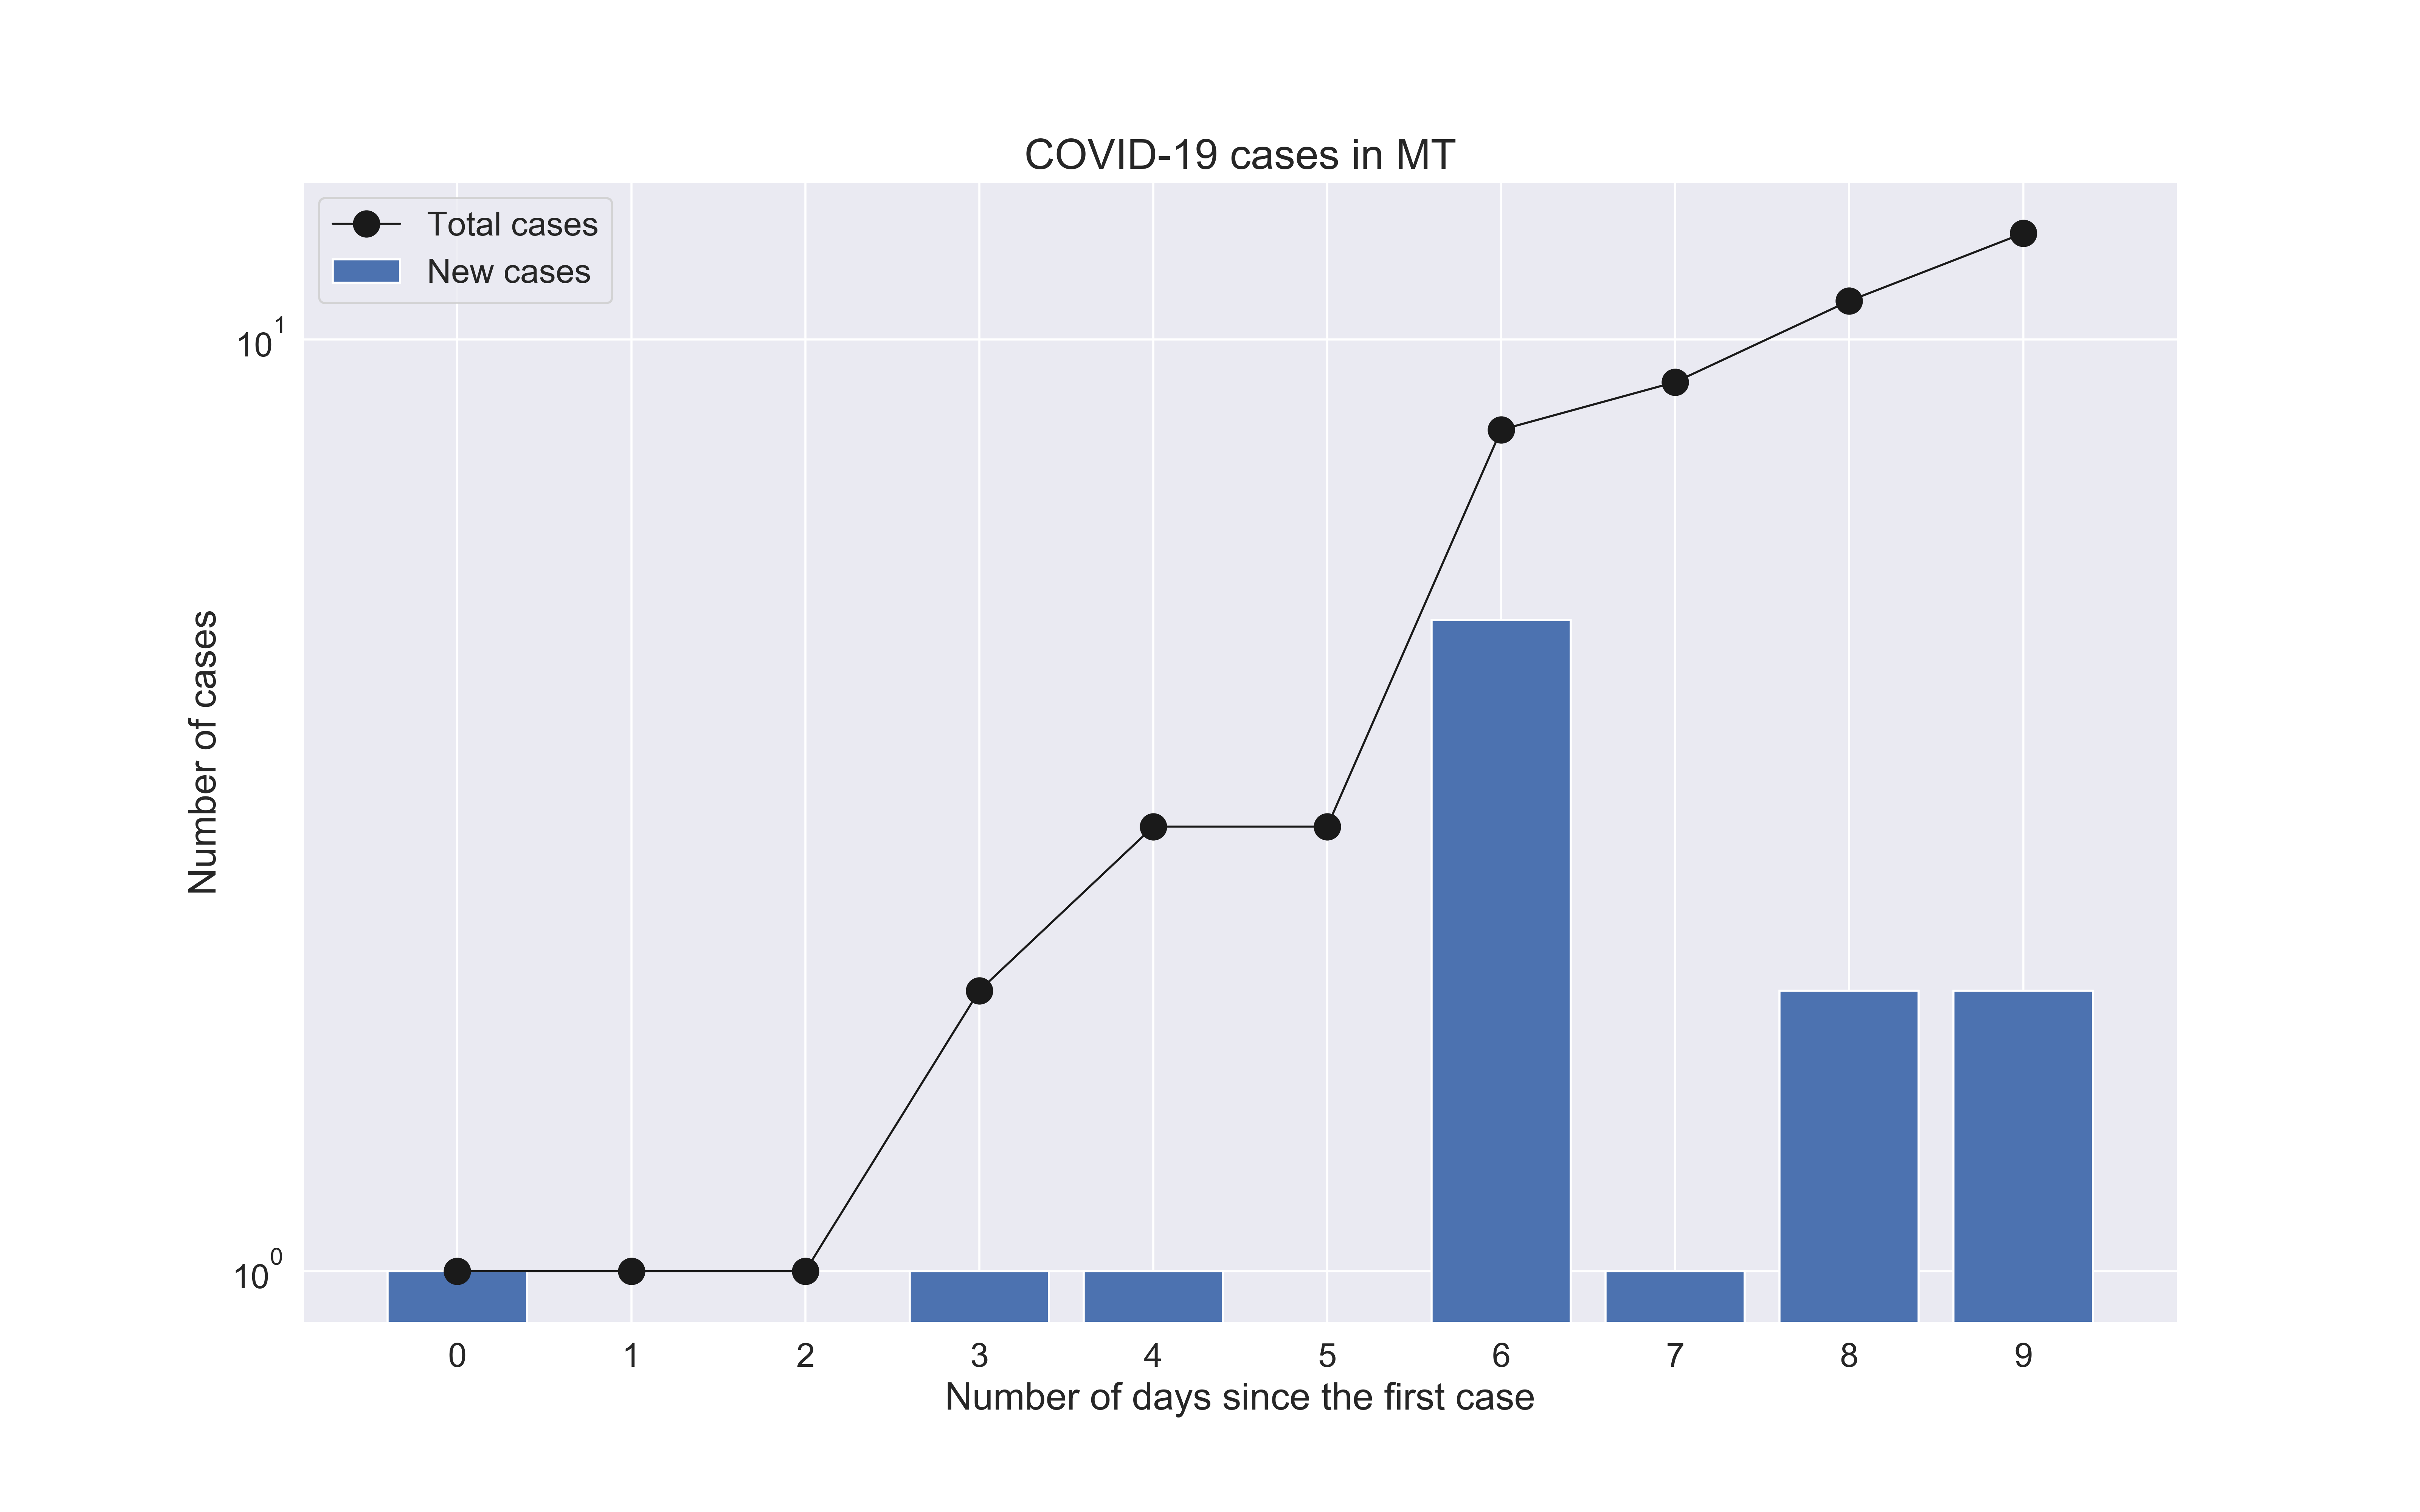 COVID-19 cases in MT
Total cases
New cases
10^1
10^0
Number of cases
0 1 2 3 4 5 6 7 8 9
Number of days since the first case